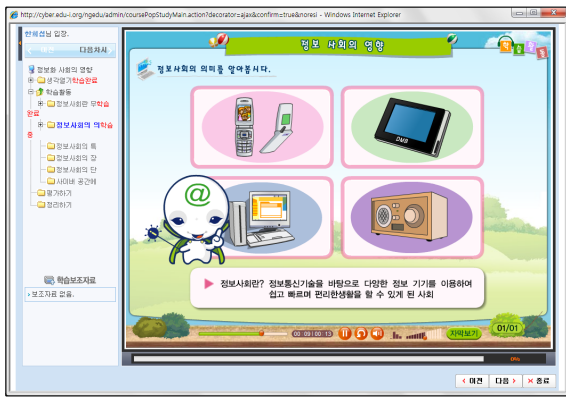 http://cyber.edu-i.org/ngedu/admin/coursePopStudyMain.action?decorator=ajax&confirm=true&noresi - Windows Internet Explorer
한혜섭님 입장.
다음차시
정보화 사회의 영향
생각열기학습완료
학습활동
정보사회란 무학습
완료
정보사회의 의학습
중
정보사회의 특
정보사회의 장
정보사회의 단
사이버 공간에
평가하기
정리하기
학습보조자료
보조자료 없음.
정보 사회의 영향
학습활동
정보사회의 의미를 알아봅시다.
DMB
@
정보사회란? 정보통신기술을 바탕으로 다양한 정보 기기를 이용하여
쉽고 빠르며 편리한생활을 할 수 있게 된 사회
00:09|00:13
자막보기
01/01
0%
< 이전
다음 >
× 종료